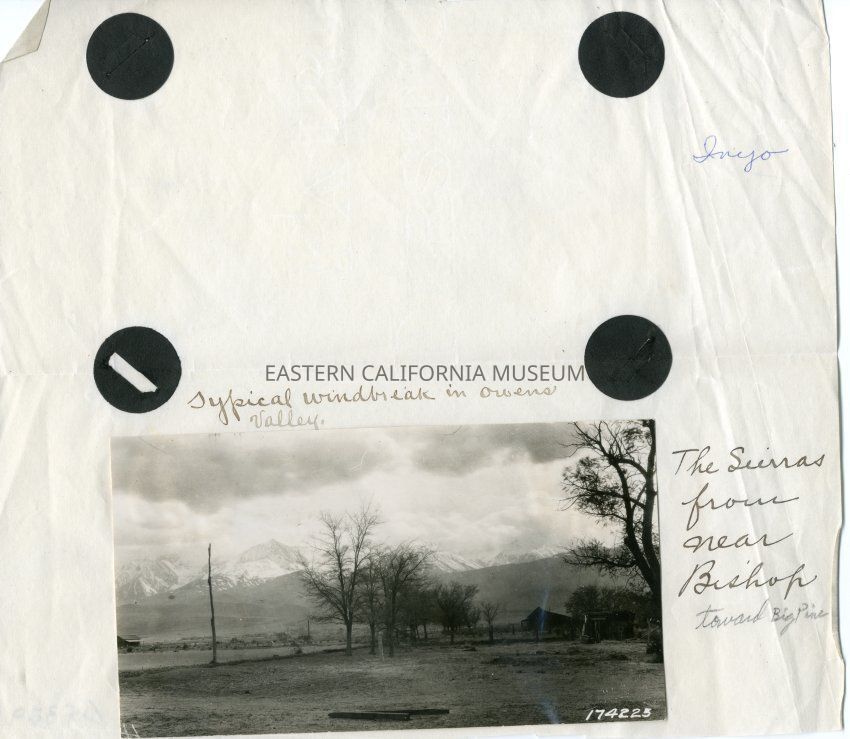 Inyo
EASTERN CALIFORNIA MUSEUM
Typical windbreak in Owens
Valley.
The Sierras
from
near
Bishop
toward Big Pine
174225